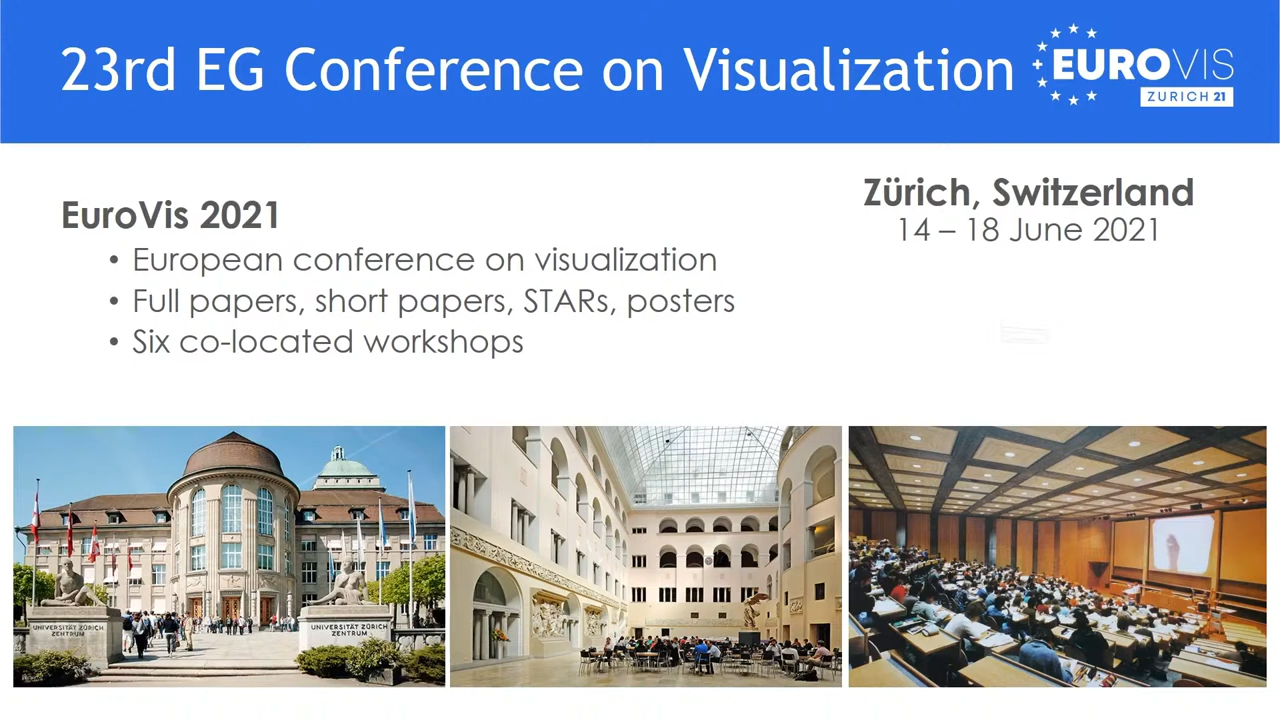 23rd EG Conference on Visualization
EUROVIS
ZURICH 21
EuroVis 2021
• European conference on visualization
• Full papers, short papers, STARs, posters
• Six co-located workshops
Zürich, Switzerland
14 – 18 June 2021
UNIVERSITÄT ZÜRICH
ZENTRUM
UNIVERSITÄT ZÜRICH
ZENTRUM